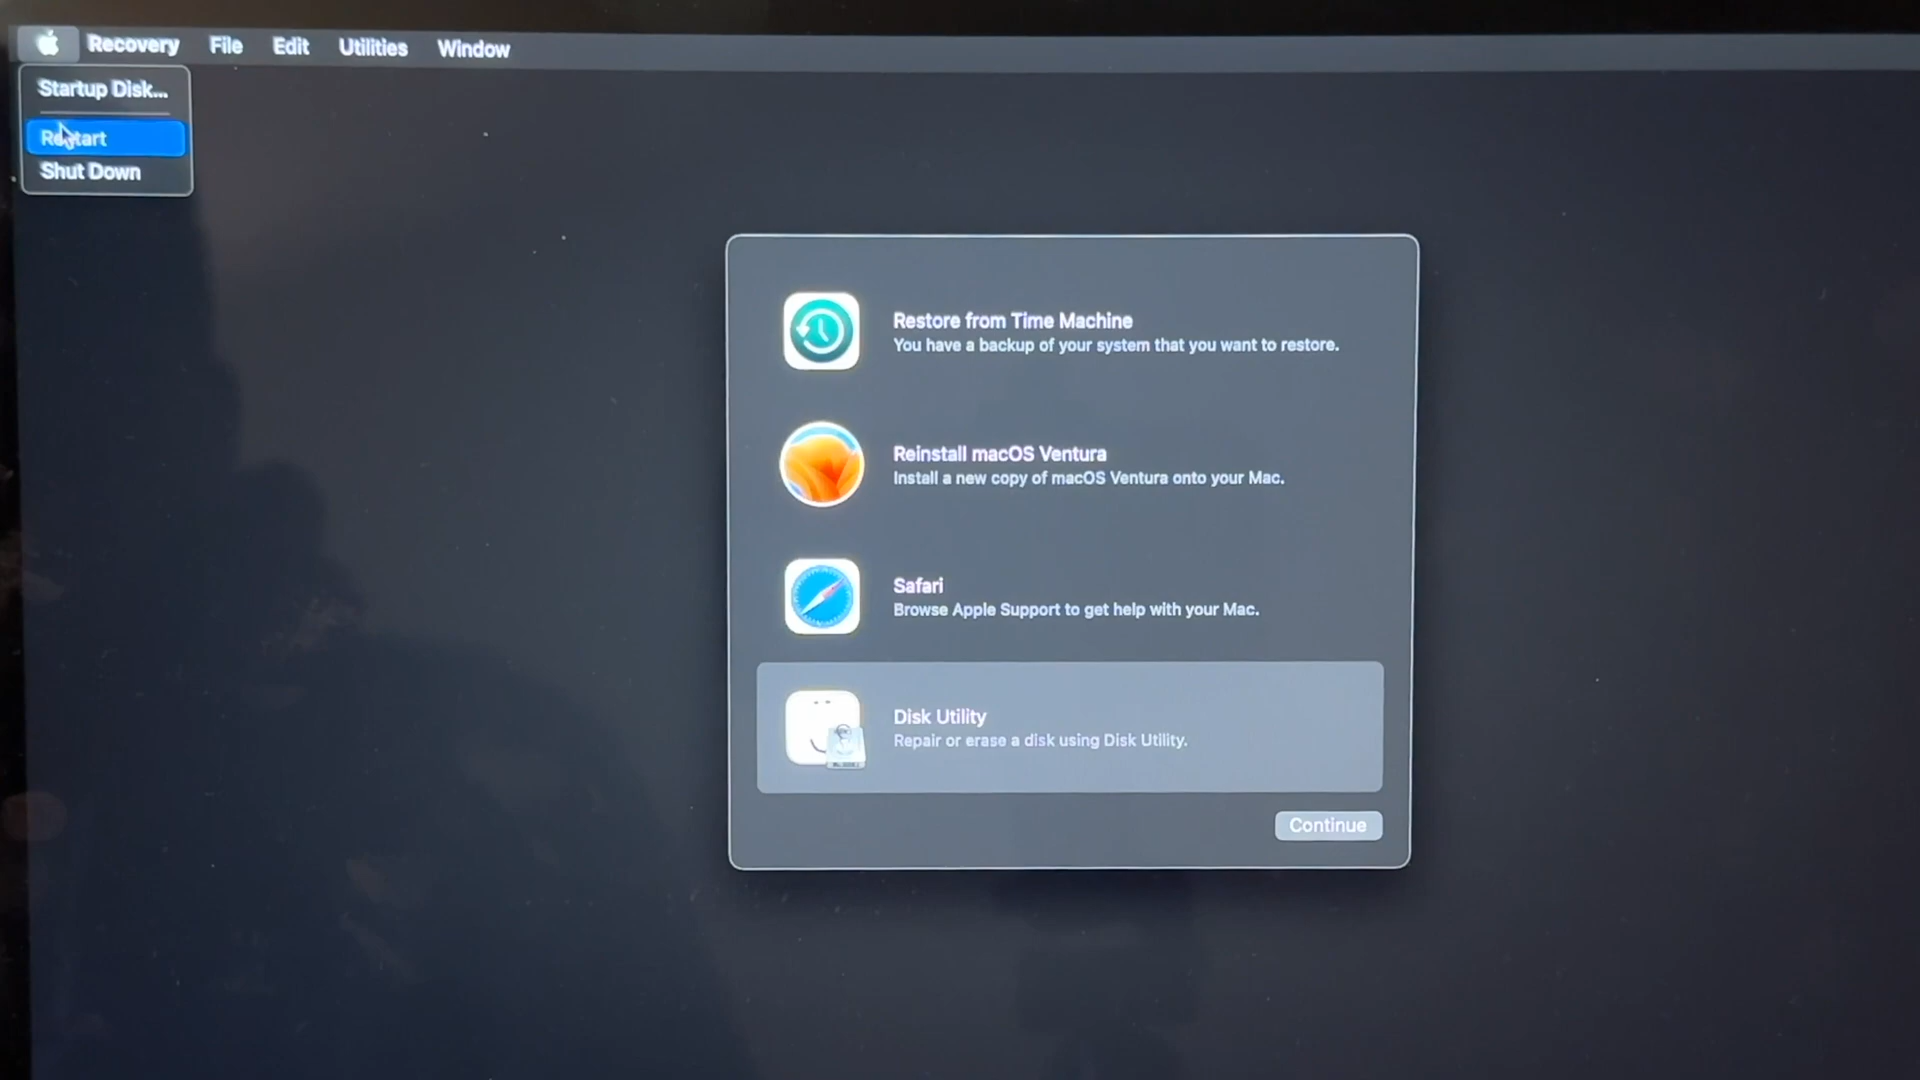 Recovery File Edit Utilities Window
Startup Disk...
Restart
Shut Down
Restore from Time Machine
You have a backup of your system that you want to restore.
Reinstall macOS Ventura
Install a new copy of macOS Ventura onto your Mac.
Safari
Browse Apple Support to get help with your Mac.
Disk Utility
Repair or erase a disk using Disk Utility.
Continue